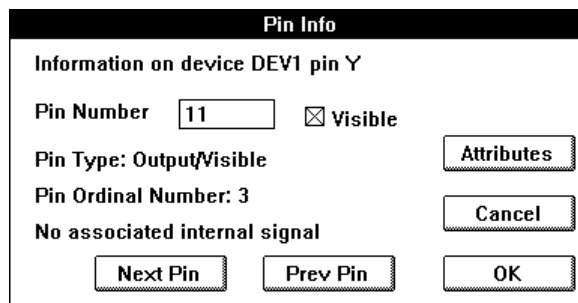 Pin Info
Information on device DEV1 pin Y
Pin Number 11 Visible
Pin Type: Output/Visible
Attributes
Pin Ordinal Number: 3
Cancel
No associated internal signal
Next Pin Prev Pin OK